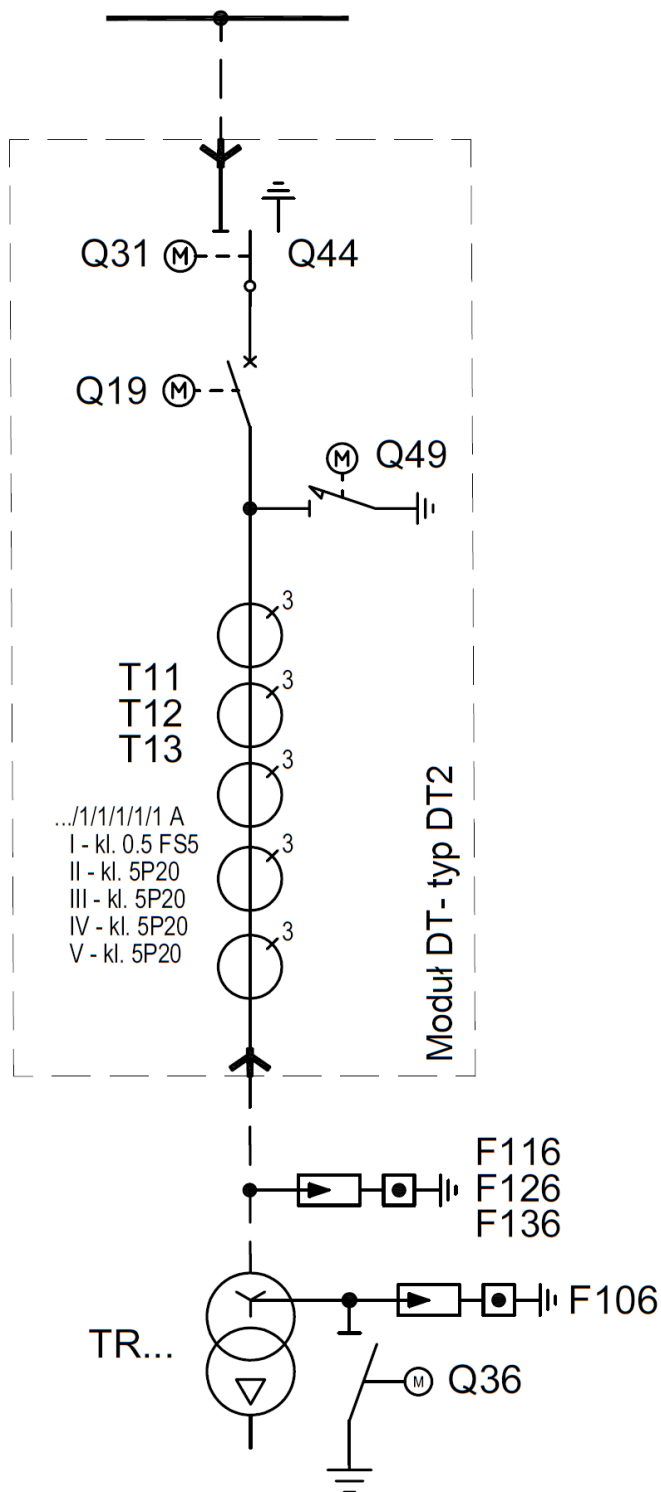 Q31 M
Q44
Q19 M
M Q49
3
3
3
3
3
T11
T12
T13
.../1/1/1/1/1 A
I - kl. 0.5 FS5
II - kl. 5P20
III - kl. 5P20
IV - kl. 5P20
V - kl. 5P20
Moduł DT- typ DT2
F116
F126
F136
F106
TR...
M Q36